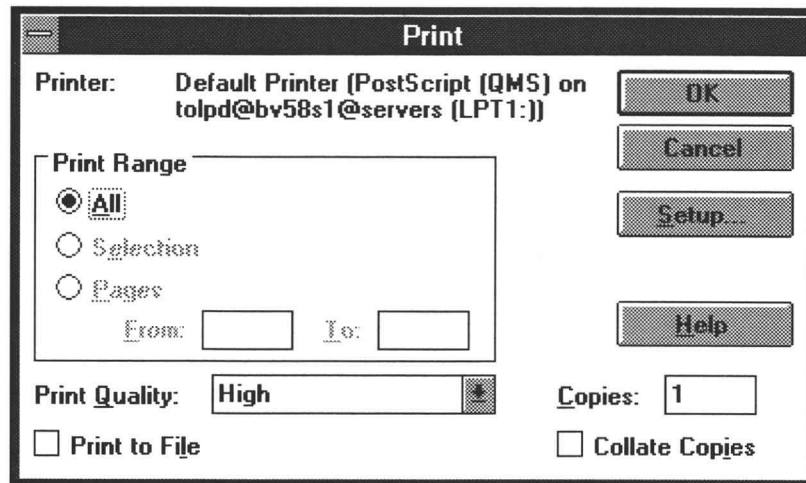 Print
Printer: Default Printer (PostScript (QMS) on
tolpd@bv58s1@servers (LPT1:))
OK
Cancel
Print Range
All
Setup...
Selection
Pages
From: To:
Help
Print Quality: High
Copies: 1
Print to File
Collate Copies